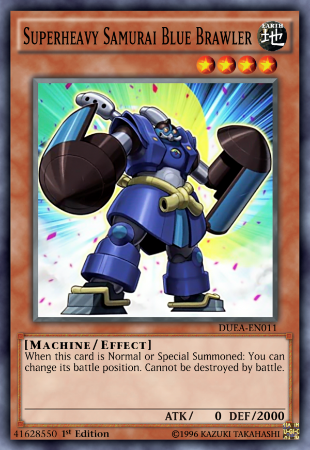 Superheavy Samurai Blue Brawler
EARTH
地
DUEA-EN011
[Machine/Effect]
When this card is Normal or Special Summoned: You can
change its battle position. Cannot be destroyed by battle.
ATK/ 0 DEF/2000
41628550 1st Edition ©1996 KAZUKI TAKAHASHI